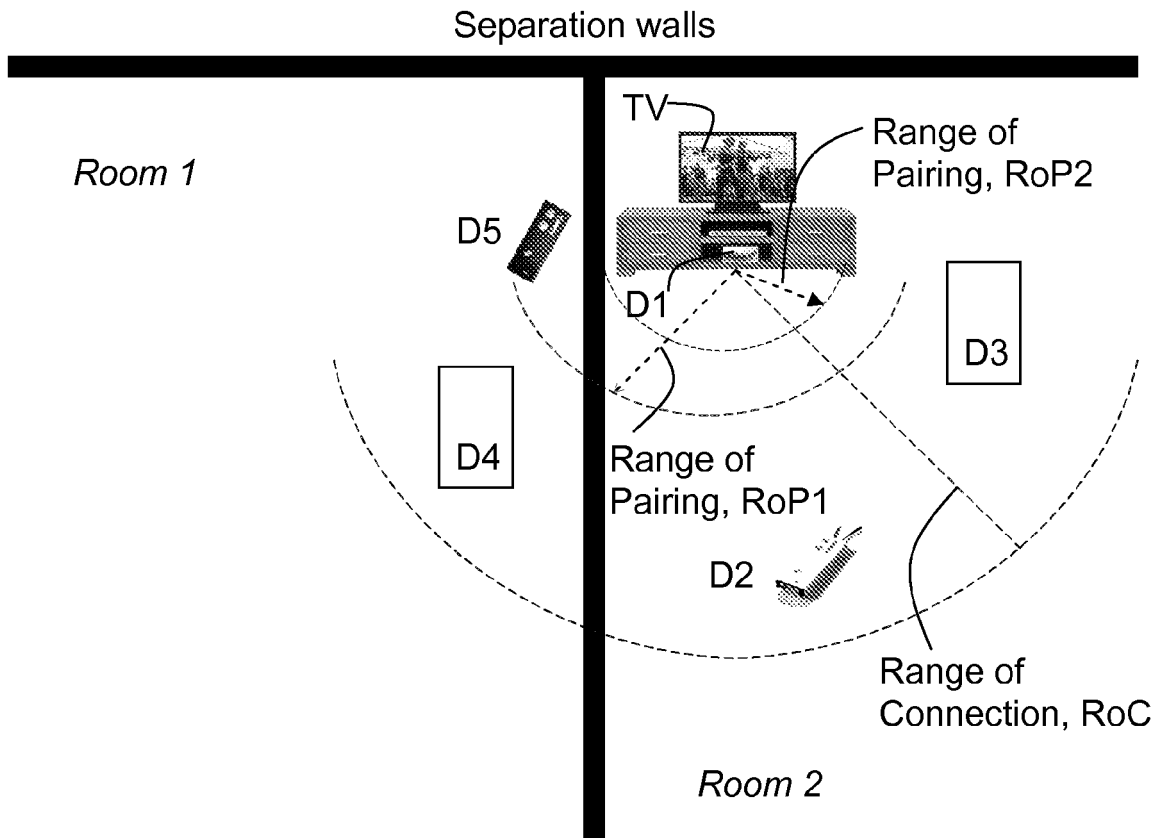 Separation walls
TV
Range of
Pairing, RoP2
Room 1
D5
D1
D3
D4
Range of
Pairing, RoP1
D2
Range of
Connection, RoC
Room 2